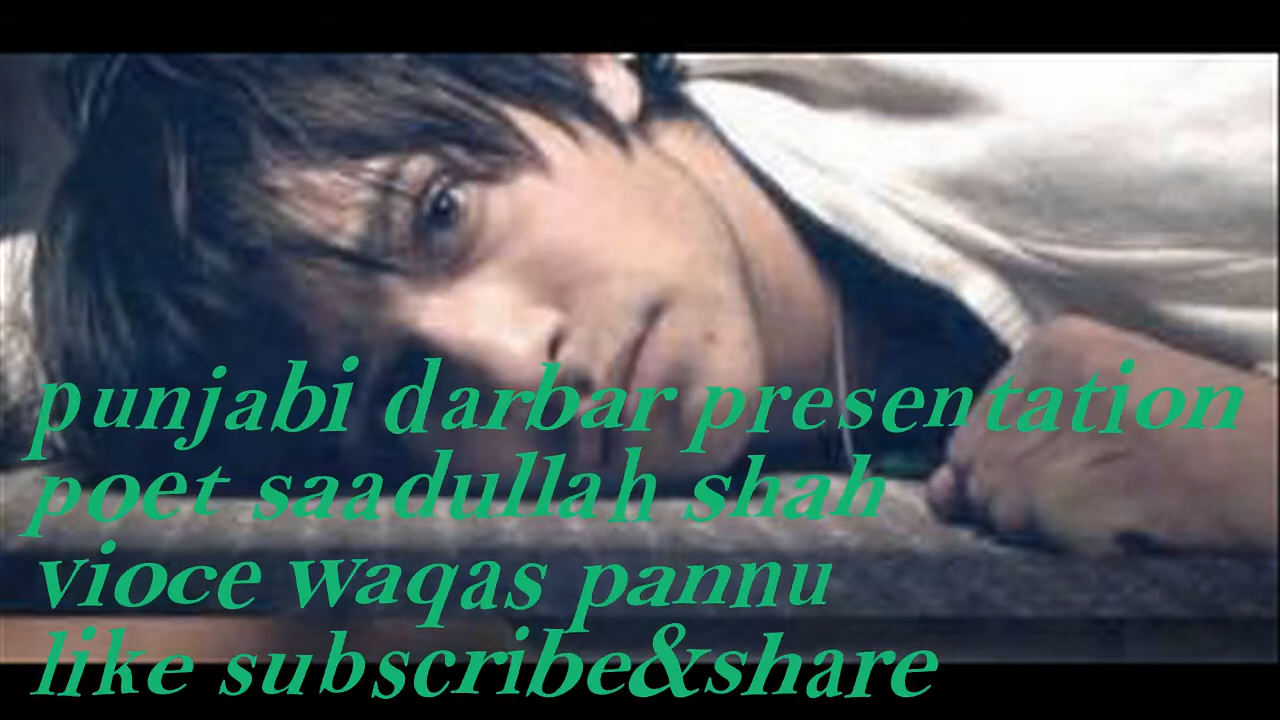 punjabi darbar presentation
poet saadullah shah
vioce waqas pannu
like subscribe&share